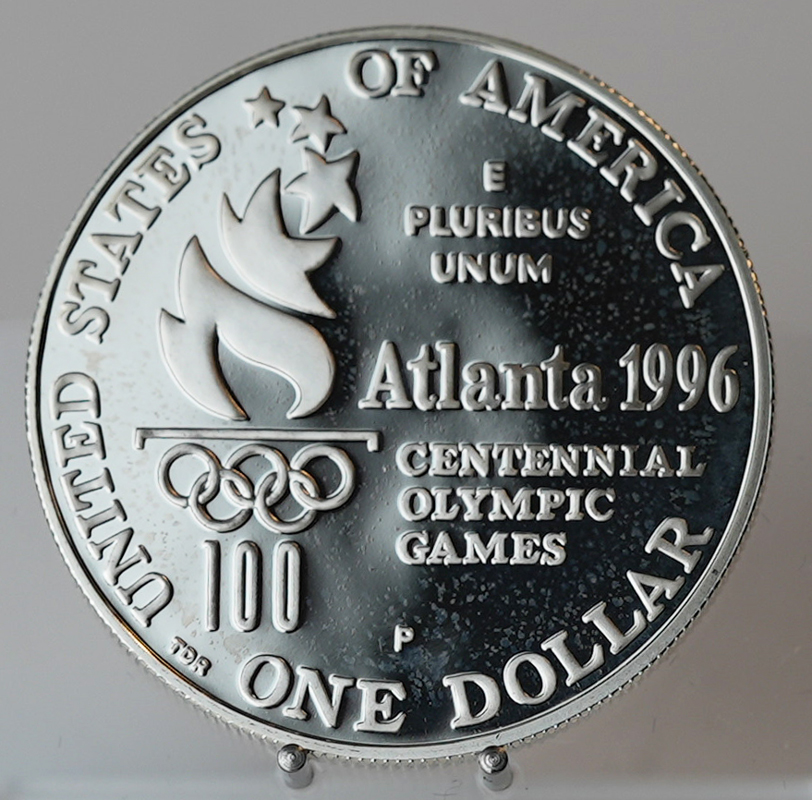 UNITED STATES OF AMERICA
E
PLURIBUS
UNUM
Atlanta 1996
CENTENNIAL
OLYMPIC
GAMES
100
P
TDR
ONE DOLLAR